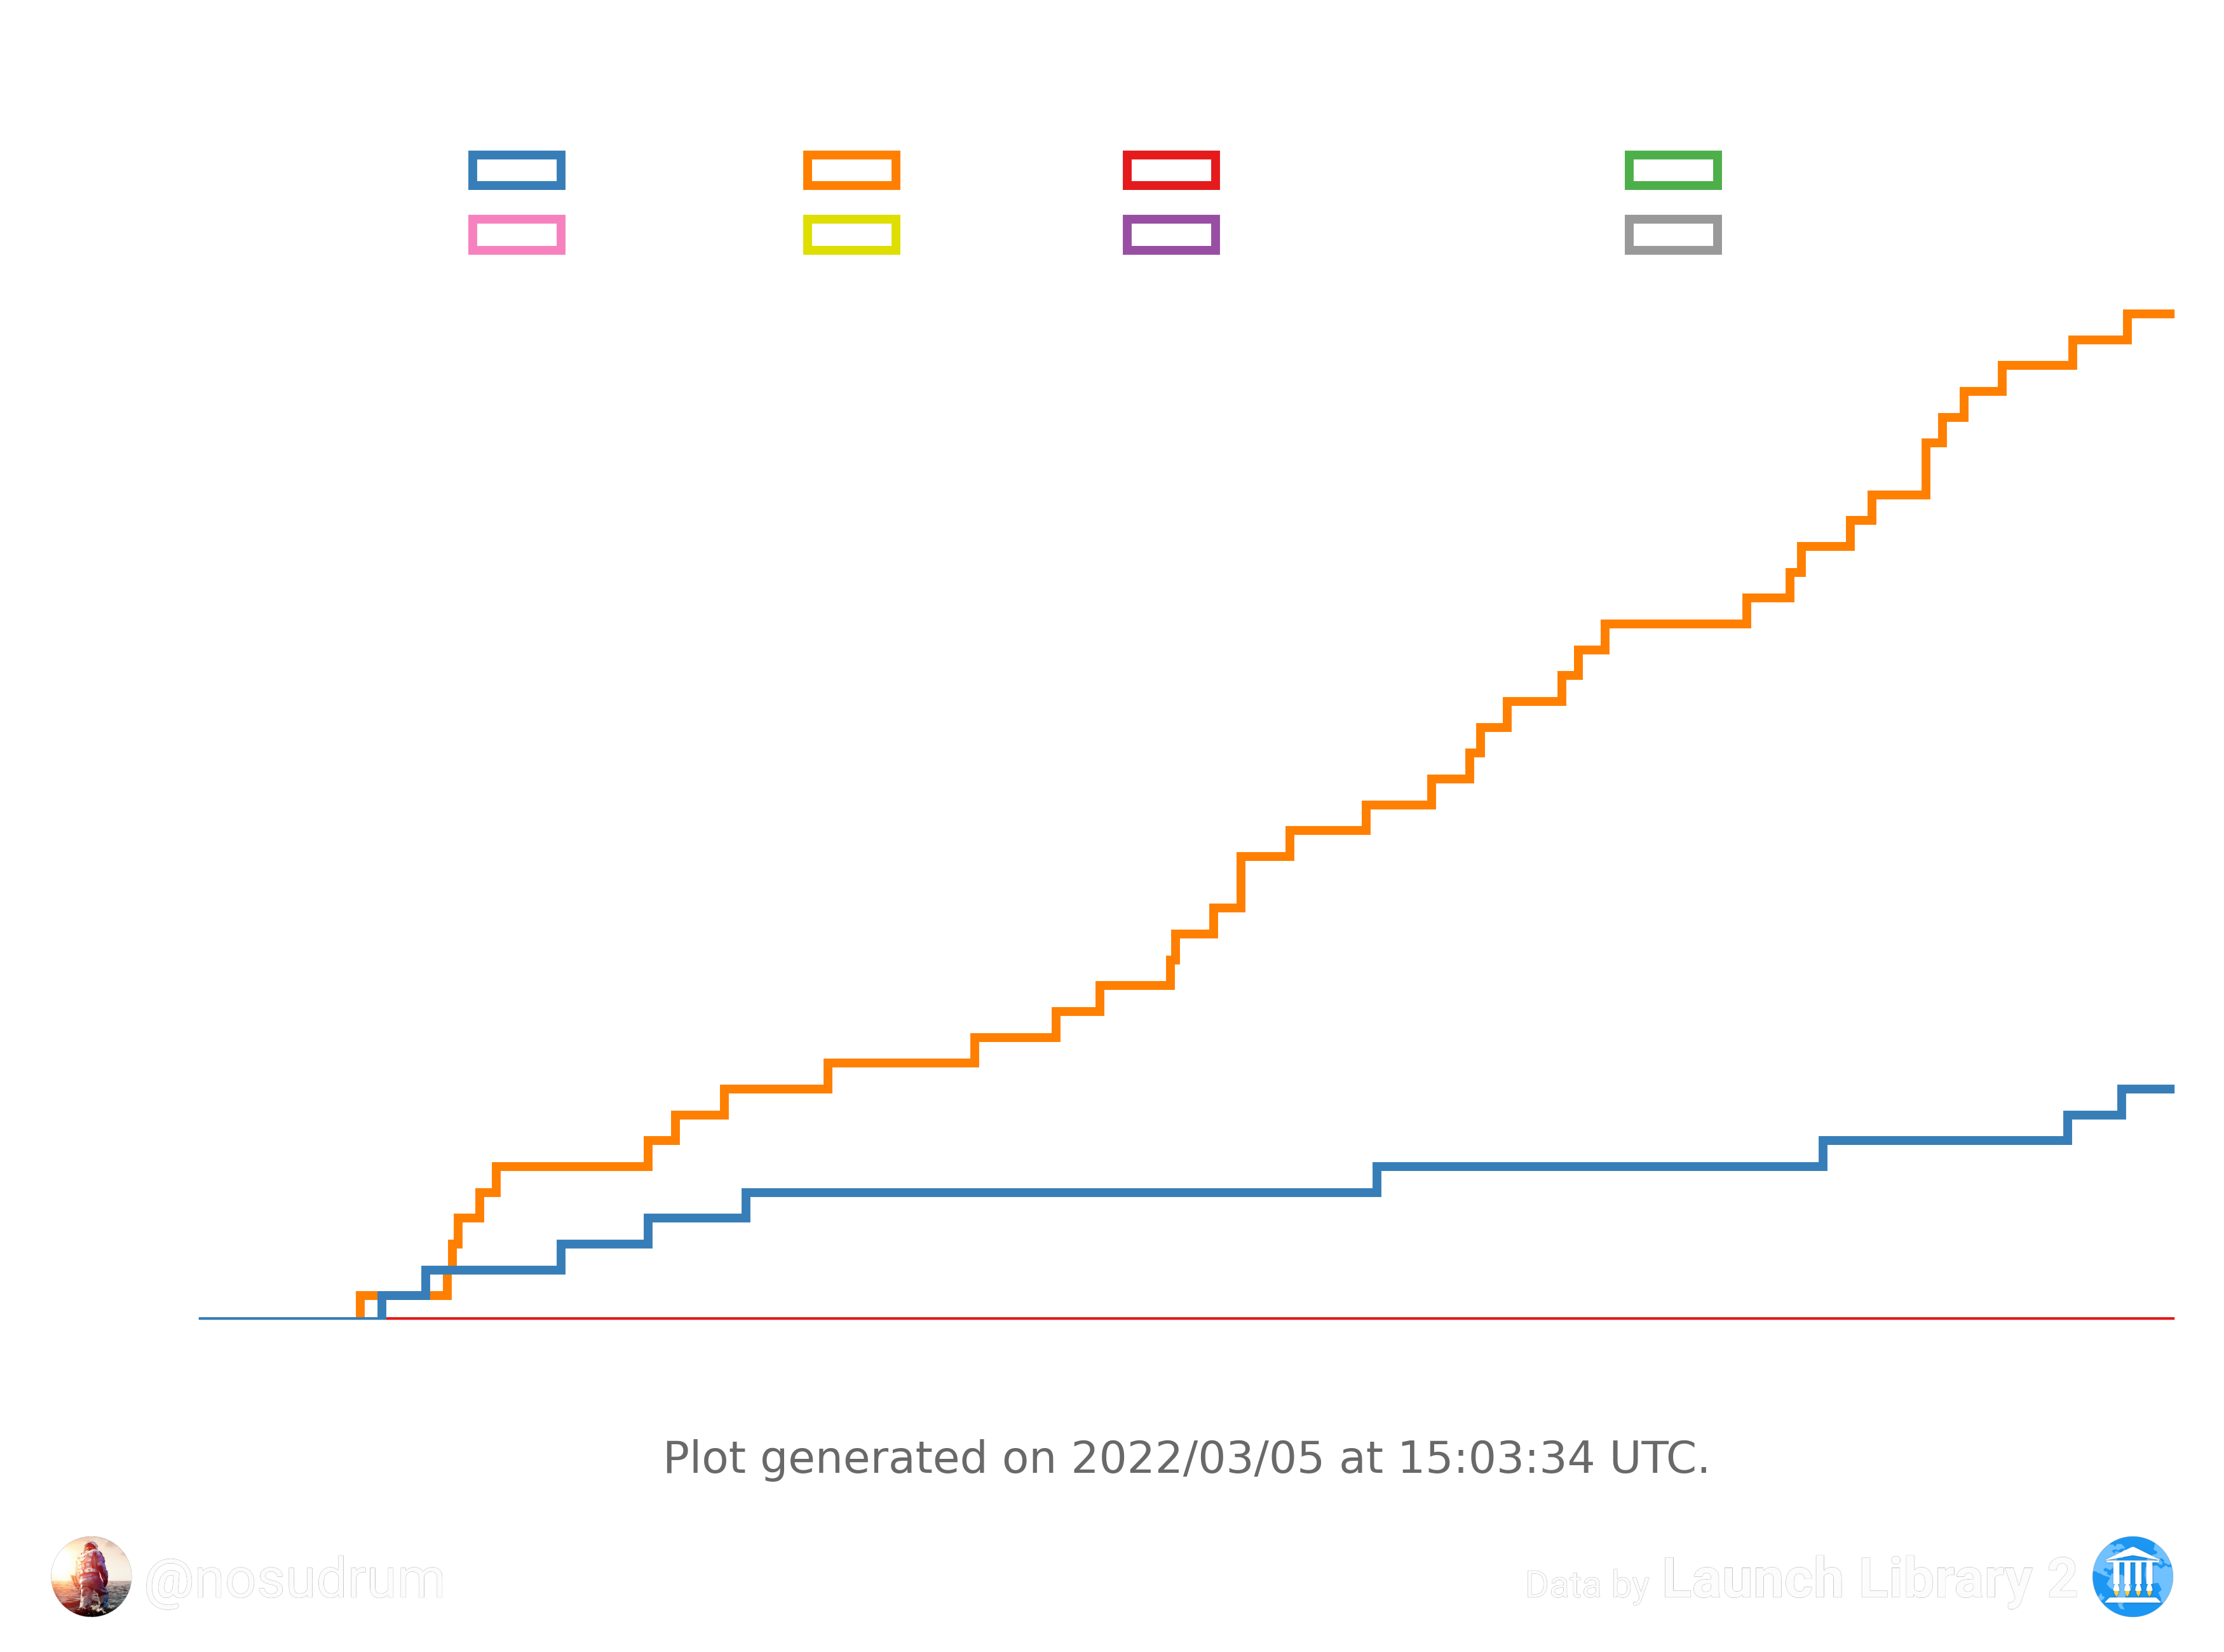 Plot generated on 2022/03/05 at 15:03:34 UTC.
@nosudrum
Data by Launch Library 2